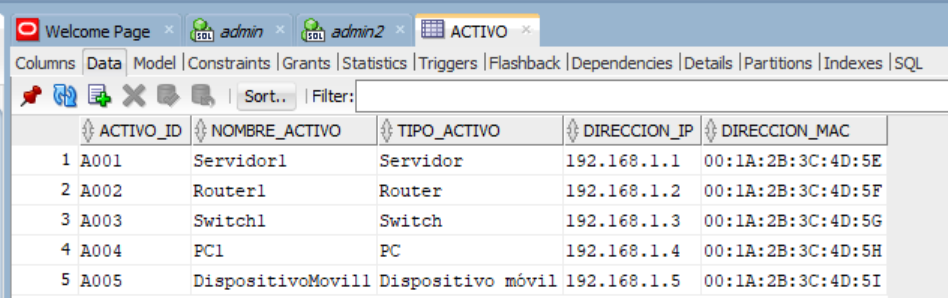 Welcome Page admin admin2 ACTIVO
Columns Data Model Constraints Grants Statistics Triggers Flashback Dependencies Details Partitions Indexes SQL
Sort.. Filter:
ACTIVO_ID NOMBRE_ACTIVO TIPO_ACTIVO DIRECCION_IP DIRECCION_MAC
1 A001 Servidor1 Servidor 192.168.1.1 00:1A:2B:3C:4D:5E
2 A002 Router1 Router 192.168.1.2 00:1A:2B:3C:4D:5F
3 A003 Switch1 Switch 192.168.1.3 00:1A:2B:3C:4D:5G
4 A004 PC1 PC 192.168.1.4 00:1A:2B:3C:4D:5H
5 A005 DispositivoMovil1 Dispositivo móvil 192.168.1.5 00:1A:2B:3C:4D:5I